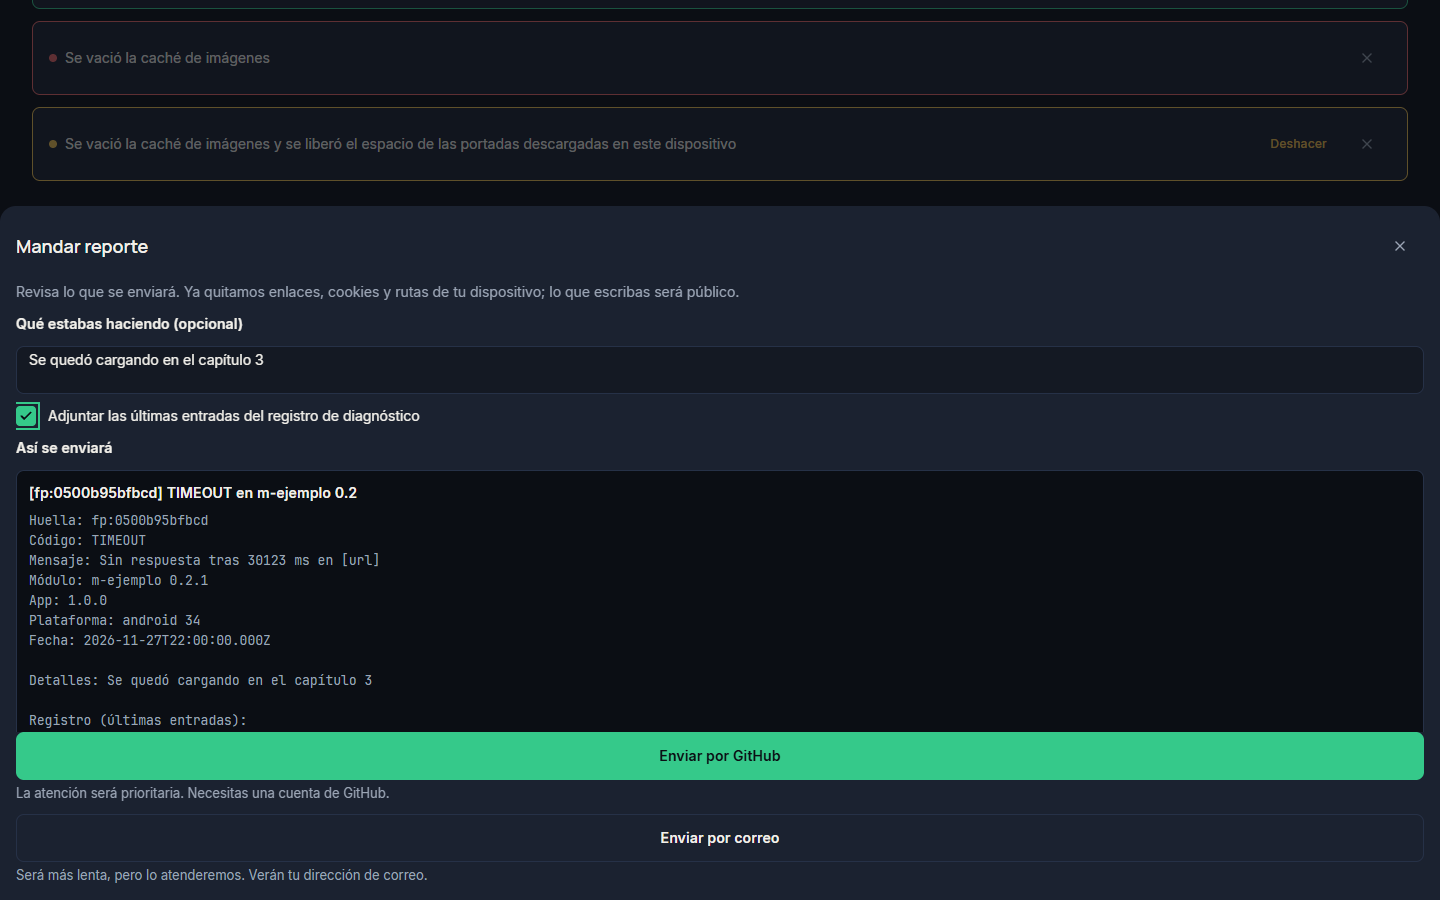 Se vació la caché de imágenes
Se vació la caché de imágenes y se liberó el espacio de las portadas descargadas en este dispositivo
Deshacer
Mandar reporte
Revisa lo que se enviará. Ya quitamos enlaces, cookies y rutas de tu dispositivo; lo que escribas será público.
Qué estabas haciendo (opcional)
Se quedó cargando en el capítulo 3
Adjuntar las últimas entradas del registro de diagnóstico
Así se enviará
[fp:0500b95bfbcd] TIMEOUT en m-ejemplo 0.2
Huella: fp:0500b95bfbcd
Código: TIMEOUT
Mensaje: Sin respuesta tras 30123 ms en [url]
Módulo: m-ejemplo 0.2.1
App: 1.0.0
Plataforma: android 34
Fecha: 2026-11-27T22:00:00.000Z
Detalles: Se quedó cargando en el capítulo 3
Registro (últimas entradas):
Enviar por GitHub
La atención será prioritaria. Necesitas una cuenta de GitHub.
Enviar por correo
Será más lenta, pero lo atenderemos. Verán tu dirección de correo.